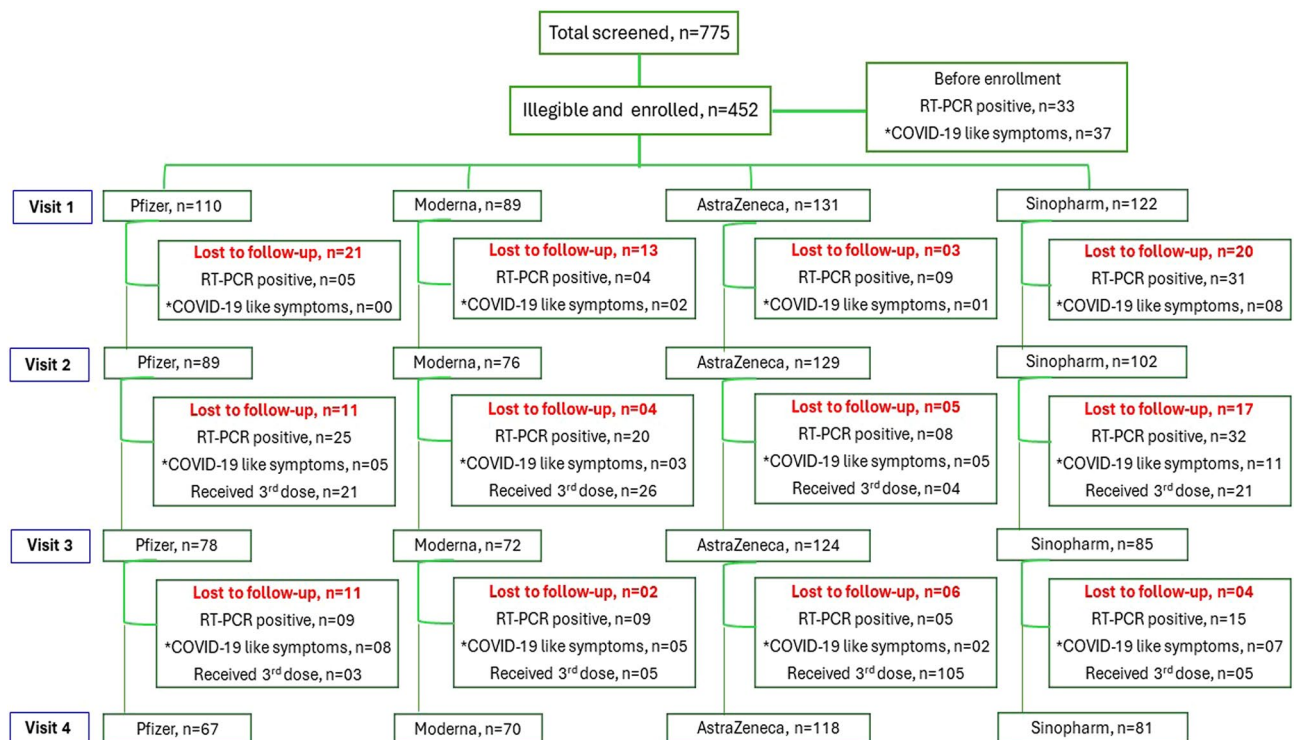 Total screened, n=775
Illegible and enrolled, n=452
Before enrollment
RT-PCR positive, n=33
*COVID-19 like symptoms, n=37
Visit 1
Pfizer, n=110
Moderna, n=89
AstraZeneca, n=131
Sinopharm, n=122
Lost to follow-up, n=21
RT-PCR positive, n=05
*COVID-19 like symptoms, n=00
Lost to follow-up, n=13
RT-PCR positive, n=04
*COVID-19 like symptoms, n=02
Lost to follow-up, n=03
RT-PCR positive, n=09
*COVID-19 like symptoms, n=01
Lost to follow-up, n=20
RT-PCR positive, n=31
*COVID-19 like symptoms, n=08
Visit 2
Pfizer, n=89
Moderna, n=76
AstraZeneca, n=129
Sinopharm, n=102
Lost to follow-up, n=11
RT-PCR positive, n=25
*COVID-19 like symptoms, n=05
Received 3rd dose, n=21
Lost to follow-up, n=04
RT-PCR positive, n=20
*COVID-19 like symptoms, n=03
Received 3rd dose, n=26
Lost to follow-up, n=05
RT-PCR positive, n=08
*COVID-19 like symptoms, n=05
Received 3rd dose, n=04
Lost to follow-up, n=17
RT-PCR positive, n=32
*COVID-19 like symptoms, n=11
Received 3rd dose, n=21
Visit 3
Pfizer, n=78
Moderna, n=72
AstraZeneca, n=124
Sinopharm, n=85
Lost to follow-up, n=11
RT-PCR positive, n=09
*COVID-19 like symptoms, n=08
Received 3rd dose, n=03
Lost to follow-up, n=02
RT-PCR positive, n=09
*COVID-19 like symptoms, n=05
Received 3rd dose, n=05
Lost to follow-up, n=06
RT-PCR positive, n=05
*COVID-19 like symptoms, n=02
Received 3rd dose, n=105
Lost to follow-up, n=04
RT-PCR positive, n=15
*COVID-19 like symptoms, n=07
Received 3rd dose, n=05
Visit 4
Pfizer, n=67
Moderna, n=70
AstraZeneca, n=118
Sinopharm, n=81